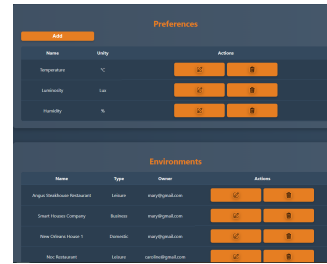 Preferences
Add
Name Unity Actions
Temperature °C
Luminosity Lux
Humidity %
Environments
Name Type Owner Actions
Angus Steakhouse Restaurant Leisure mary@gmail.com
Smart Houses Company Business mary@gmail.com
New Orleans House 1 Domestic mary@gmail.com
Noc Restaurant Leisure caroline@gmail.com